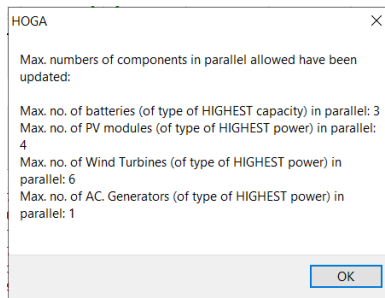 HOGA
Max. numbers of components in parallel allowed have been
updated:
Max. no. of batteries (of type of HIGHEST capacity) in parallel: 3
Max. no. of PV modules (of type of HIGHEST power) in parallel:
4
Max. no. of Wind Turbines (of type of HIGHEST power) in
parallel: 6
Max. no. of AC. Generators (of type of HIGHEST power) in
parallel: 1
OK